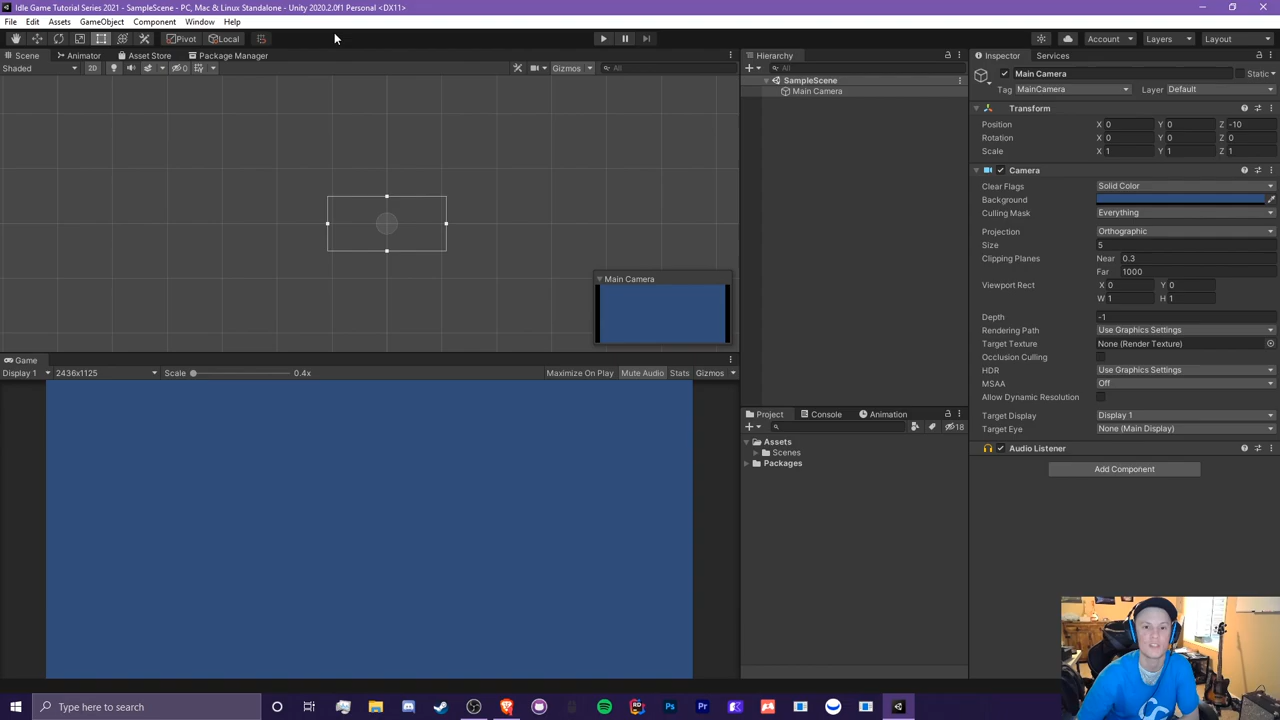 Idle Game Tutorial Series 2021 - SampleScene - PC, Mac & Linux Standalone - Unity 2020.2.0f1 Personal <DX11>
File Edit Assets GameObject Component Window Help
Pivot Local Account Layers Layout
Scene Animator Asset Store Package Manager
Shaded 2D 0 Gizmos All
Main Camera
Game
Display 1 2436x1125 Scale 0.4x Maximize On Play Mute Audio Stats Gizmos
Hierarchy
All
SampleScene
Main Camera
Project Console Animation
18
Assets
Scenes
Packages
Inspector Services
Main Camera Static
Tag MainCamera Layer Default
Transform
Position X 0 Y 0 Z -10
Rotation X 0 Y 0 Z 0
Scale X 1 Y 1 Z 1
Camera
Clear Flags Solid Color
Background
Culling Mask Everything
Projection Orthographic
Size 5
Clipping Planes Near 0.3
Far 1000
Viewport Rect X 0 Y 0
W 1 H 1
Depth -1
Rendering Path Use Graphics Settings
Target Texture None (Render Texture)
Occlusion Culling
HDR Use Graphics Settings
MSAA Off
Allow Dynamic Resolution
Target Display Display 1
Target Eye None (Main Display)
Audio Listener
Add Component
Type here to search
Ps Pr